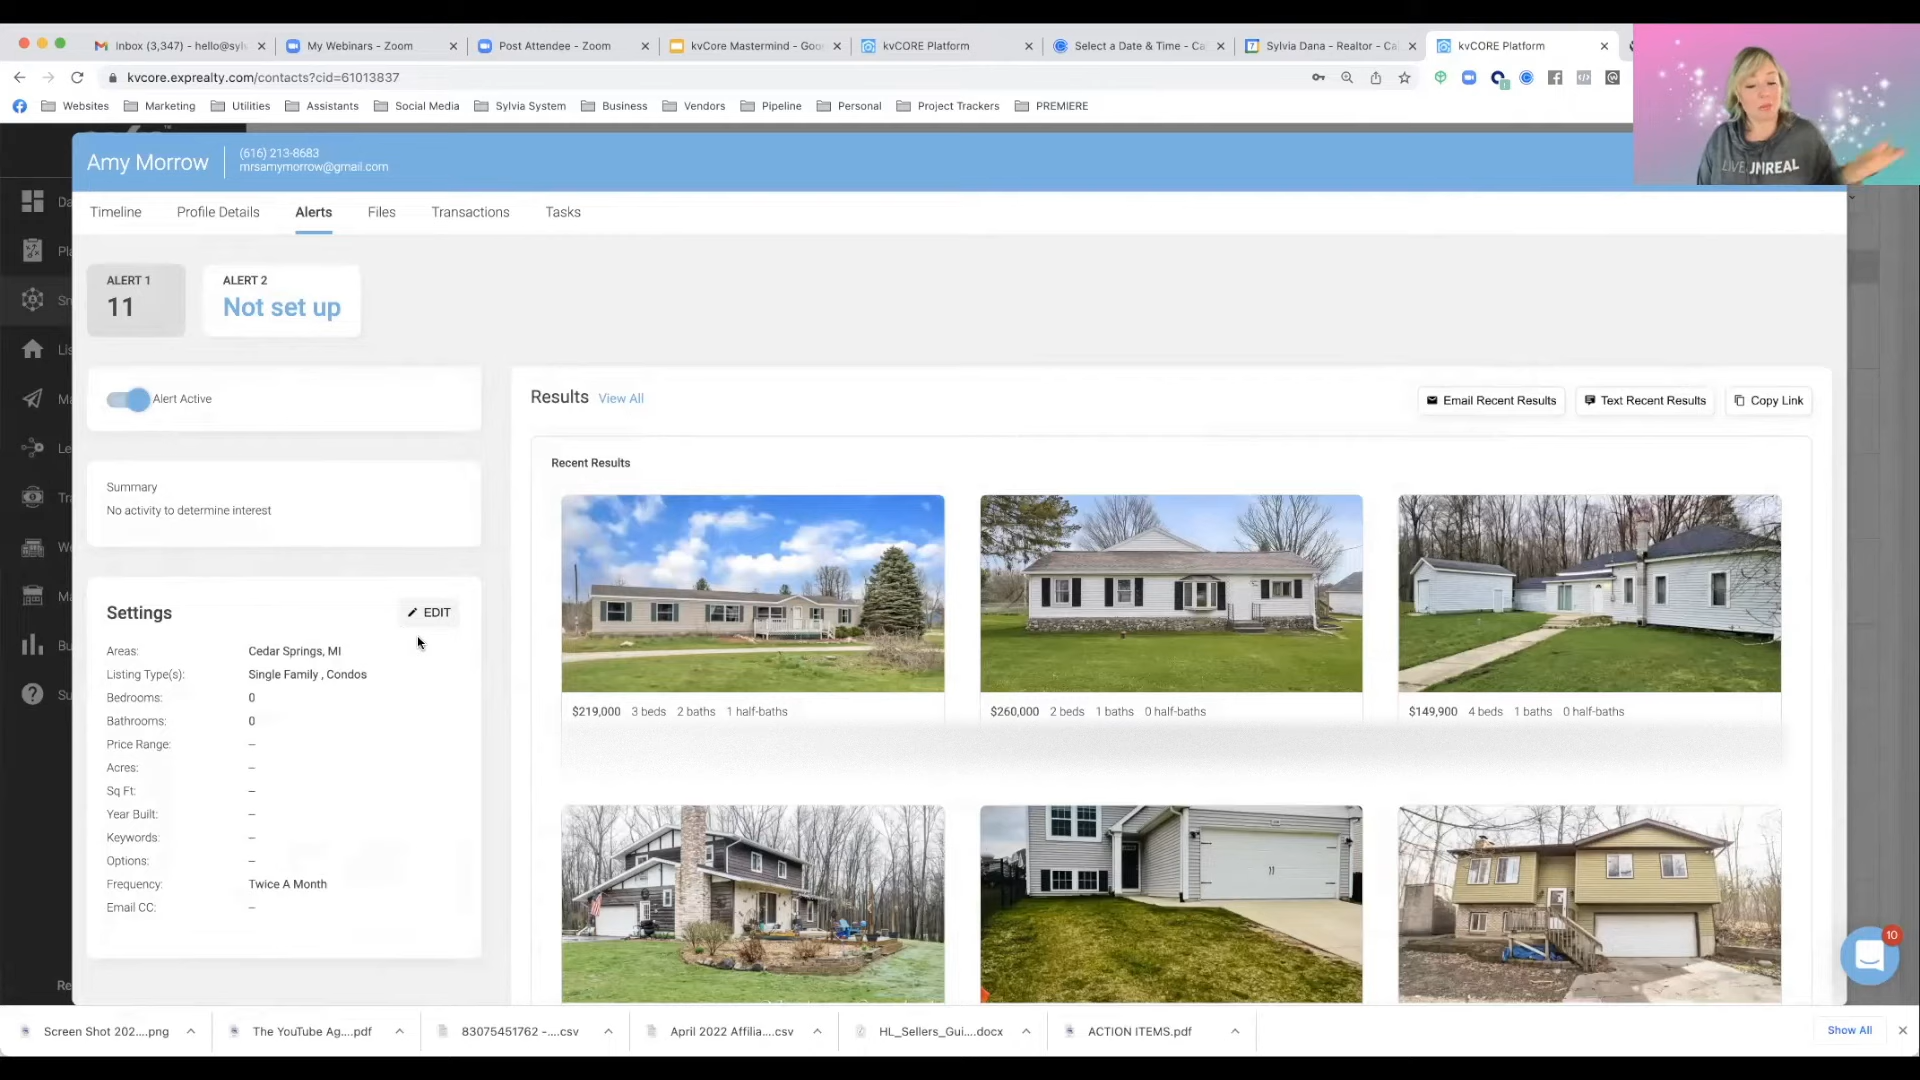 Inbox (3,347) - hello@syl
My Webinars - Zoom
Post Attendee - Zoom
kvCore Mastermind - Goo
kvCORE Platform
Select a Date & Time - Ca
Sylvia Dana - Realtor - Ca
kvCORE Platform
kvcore.exprealty.com/contacts?cid=61013837
Websites
Marketing
Utilities
Assistants
Social Media
Sylvia System
Business
Vendors
Pipeline
Personal
Project Trackers
PREMIERE
LIVE UNREAL
Amy Morrow
(616) 213-8683
mrsamymorrow@gmail.com
Timeline
Profile Details
Alerts
Files
Transactions
Tasks
ALERT 1
11
ALERT 2
Not set up
Alert Active
Summary
No activity to determine interest
Settings
EDIT
Areas: Cedar Springs, MI
Listing Type(s): Single Family , Condos
Bedrooms: 0
Bathrooms: 0
Price Range: –
Acres: –
Sq Ft: –
Year Built: –
Keywords: –
Options: –
Frequency: Twice A Month
Email CC: –
Results View All
Email Recent Results
Text Recent Results
Copy Link
Recent Results
$219,000 3 beds 2 baths 1 half-baths
$260,000 2 beds 1 baths 0 half-baths
$149,900 4 beds 1 baths 0 half-baths
10
Screen Shot 202....png
The YouTube Ag....pdf
83075451762 -....csv
April 2022 Affilia....csv
HL_Sellers_Gui....docx
ACTION ITEMS.pdf
Show All